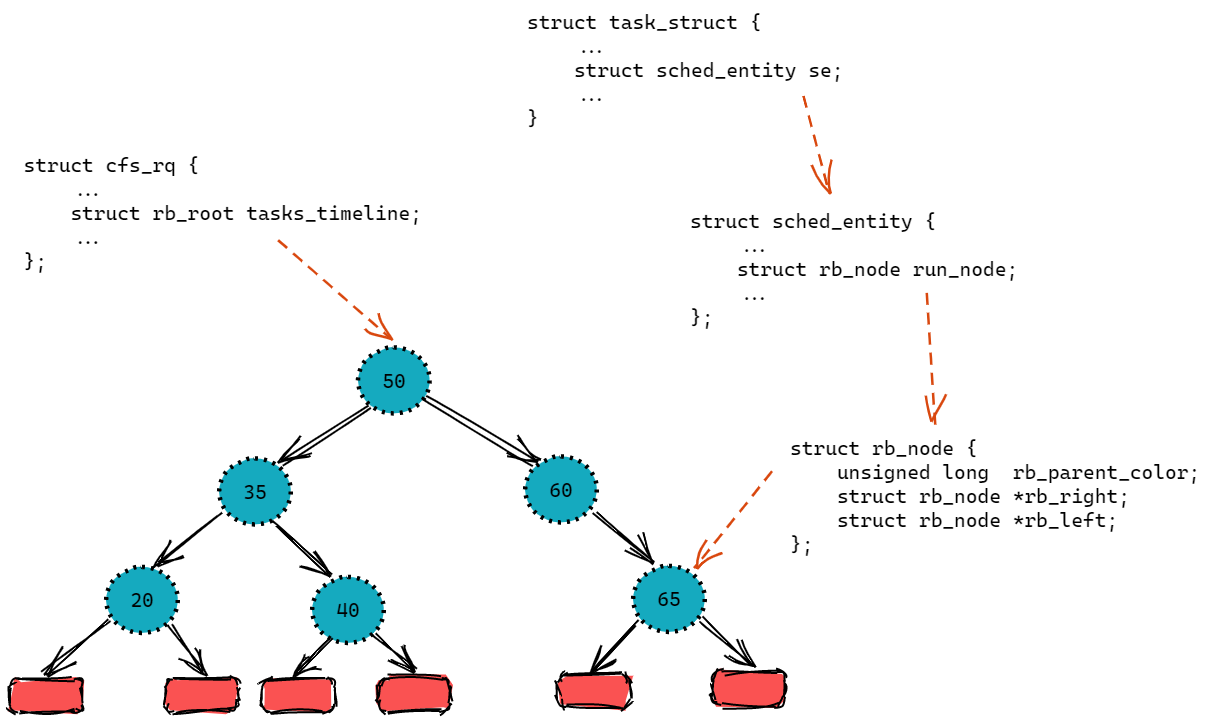 struct task_struct {
...
struct sched_entity se;
...
}
struct cfs_rq {
...
struct rb_root tasks_timeline;
...
};
struct sched_entity {
...
struct rb_node run_node;
...
};
50
struct rb_node {
unsigned long  rb_parent_color;
struct rb_node *rb_right;
struct rb_node *rb_left;
};
35
60
20
40
65